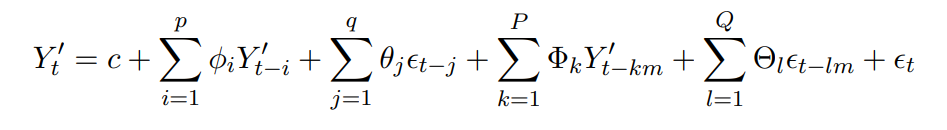 Y'_t = c + \sum_{i=1}^{p} \phi_i Y'_{t-i} + \sum_{j=1}^{q} \theta_j \epsilon_{t-j} + \sum_{k=1}^{P} \Phi_k Y'_{t-km} + \sum_{l=1}^{Q} \Theta_l \epsilon_{t-lm} + \epsilon_t